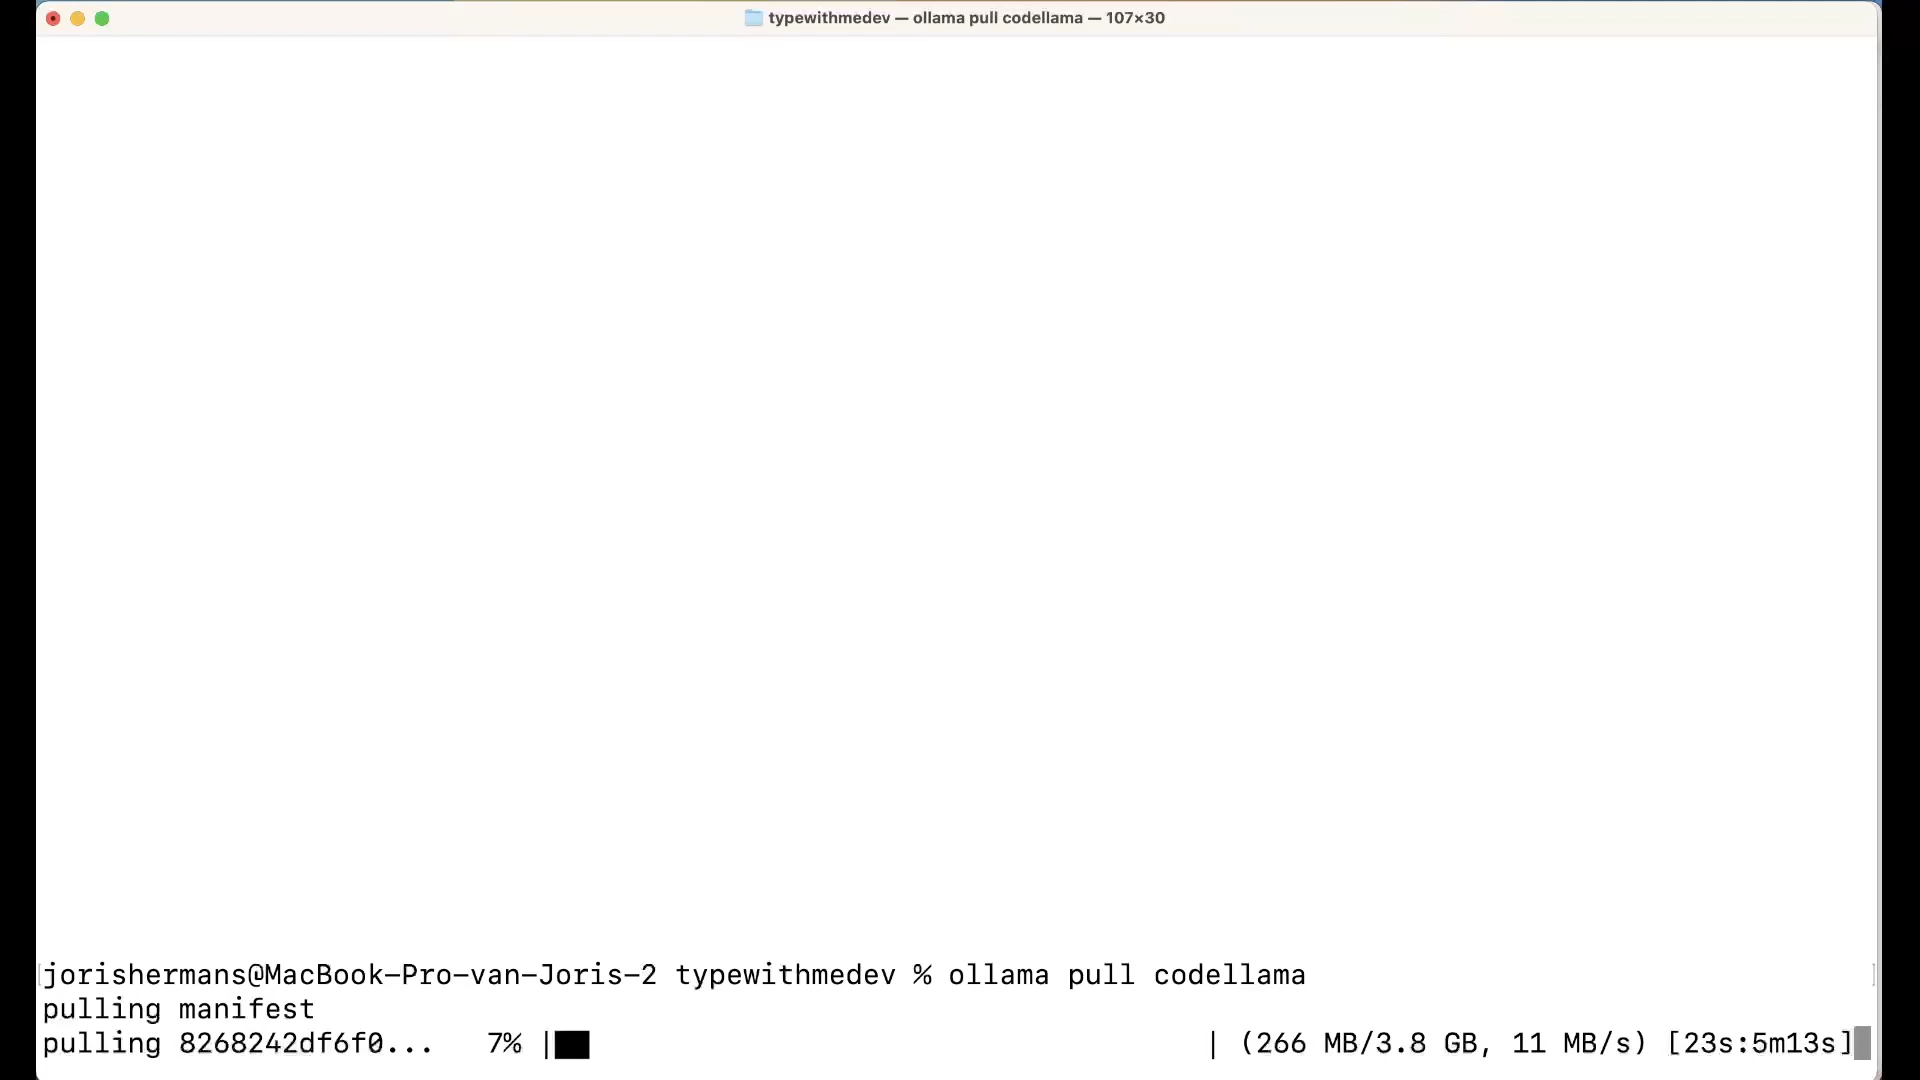 typewithmedev — ollama pull codellama — 107×30
jorishermans@MacBook-Pro-van-Joris-2 typewithmedev % ollama pull codellama
pulling manifest
pulling 8268242df6f0...   7% |██                                    | (266 MB/3.8 GB, 11 MB/s) [23s:5m13s]